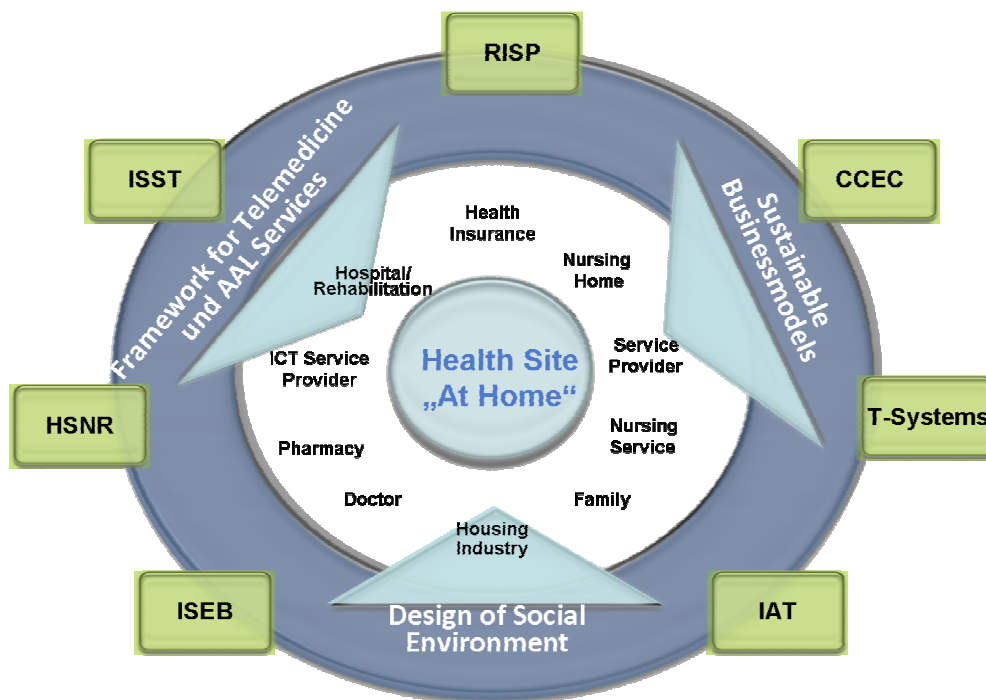 RISP
ISST
CCEC
Framework for Telemedicine
und AAL Services
Sustainable
Businessmodels
Health
Insurance
Nursing
Home
Hospital/
Rehabilitation
Service
Provider
ICT Service
Provider
Health Site
„At Home“
HSNR
T-Systems
Nursing
Service
Pharmacy
Doctor
Family
Housing
Industry
ISEB
IAT
Design of Social
Environment